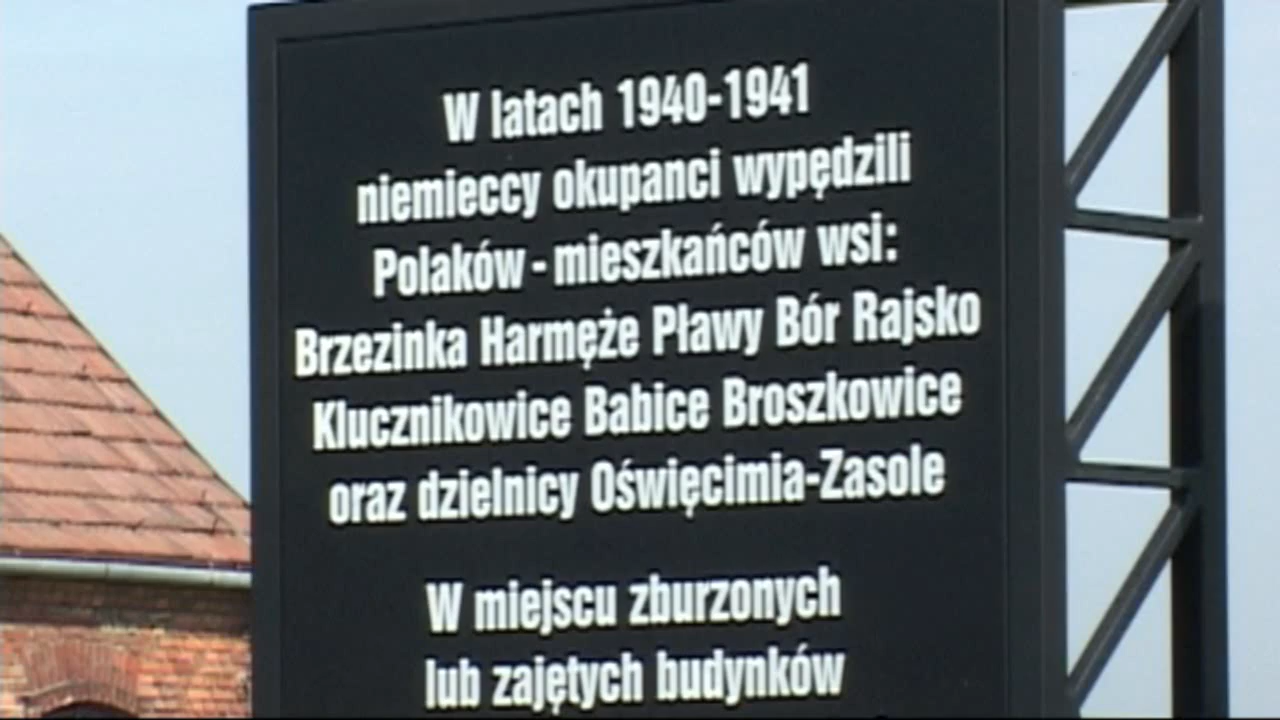 W latach 1940-1941
niemieccy okupanci wypędzili
Polaków - mieszkańców wsi:
Brzezinka Harmęże Pławy Bór Rajsko
Klucznikowice Babice Broszkowice
oraz dzielnicy Oświęcimia-Zasole
W miejscu zburzonych
lub zajętych budynków